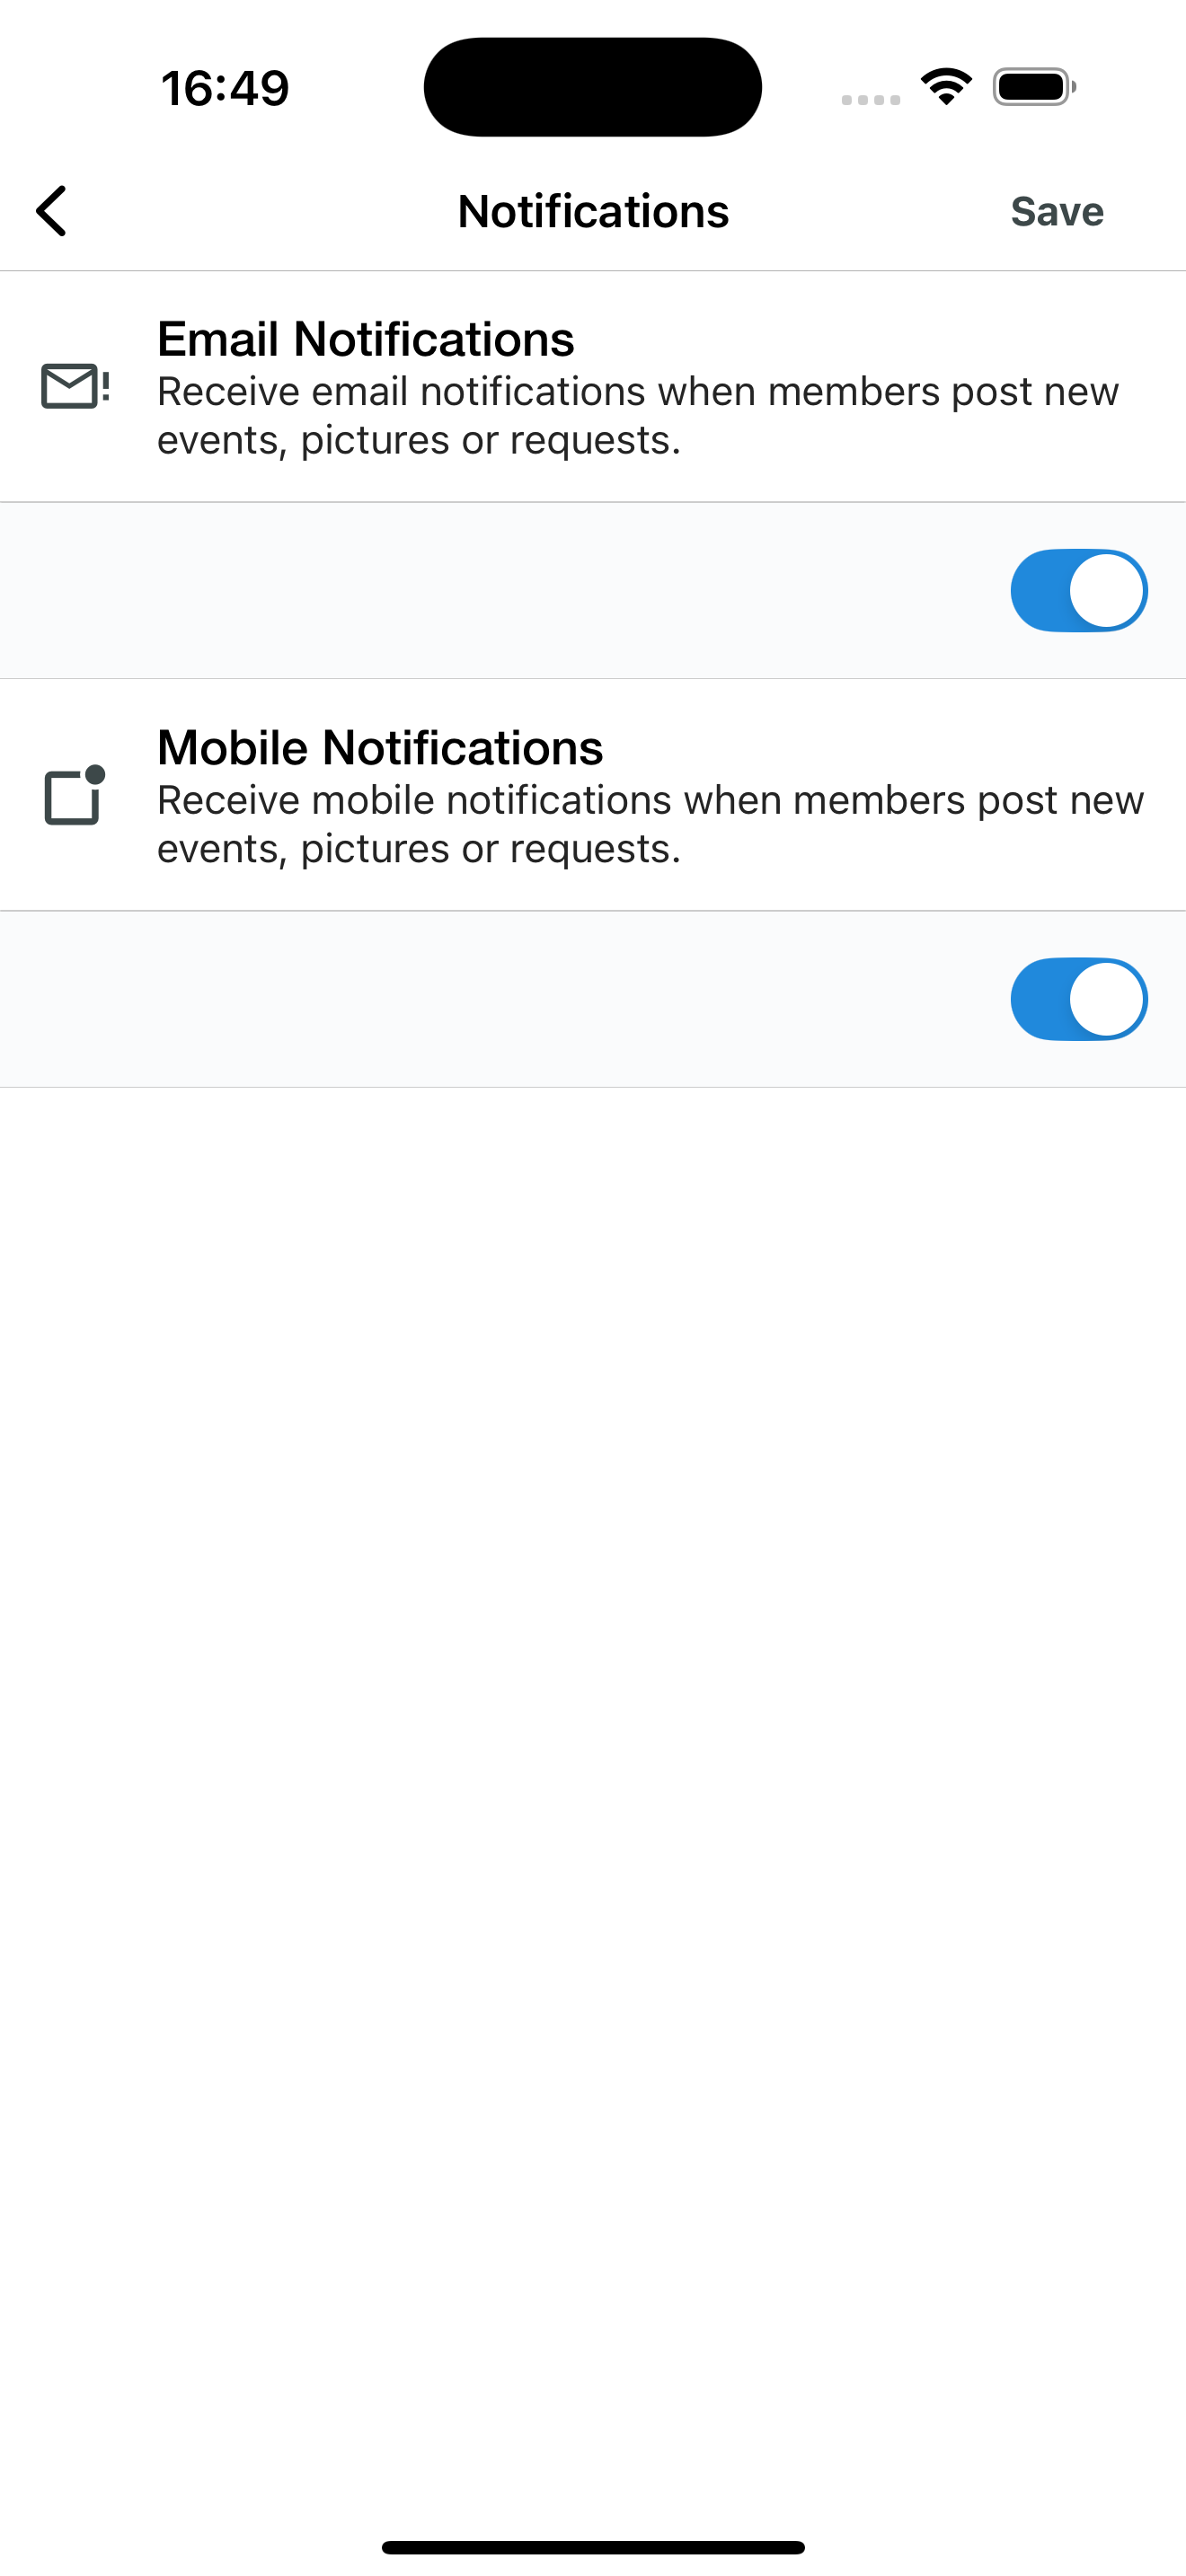 16:49
Notifications
Save
Email Notifications
Receive email notifications when members post new
events, pictures or requests.
Mobile Notifications
Receive mobile notifications when members post new
events, pictures or requests.